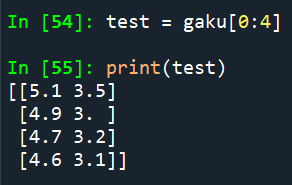 In [54]: test = gaku[0:4]
In [55]: print(test)
[[5.1 3.5]
 [4.9 3. ]
 [4.7 3.2]
 [4.6 3.1]]